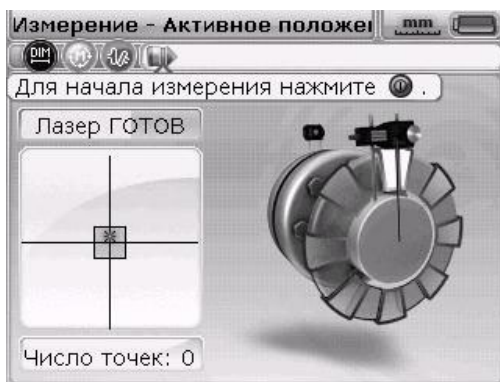 Измерение - Активное положе mm
DIM M
Для начала измерения нажмите .
Лазер ГОТОВ
Число точек: 0